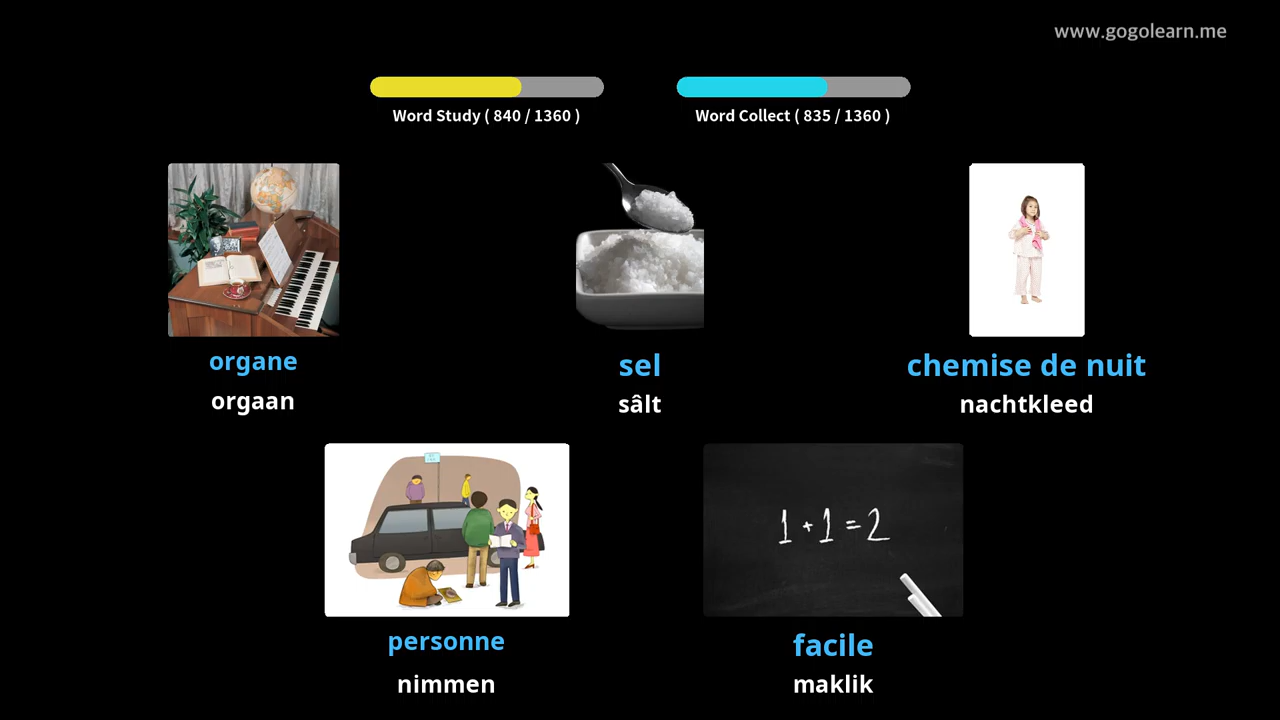 www.gogolearn.me
Word Study ( 840 / 1360 )
Word Collect ( 835 / 1360 )
organe
orgaan
sel
sâlt
chemise de nuit
nachtkleed
personne
nimmen
1 + 1 = 2
facile
maklik